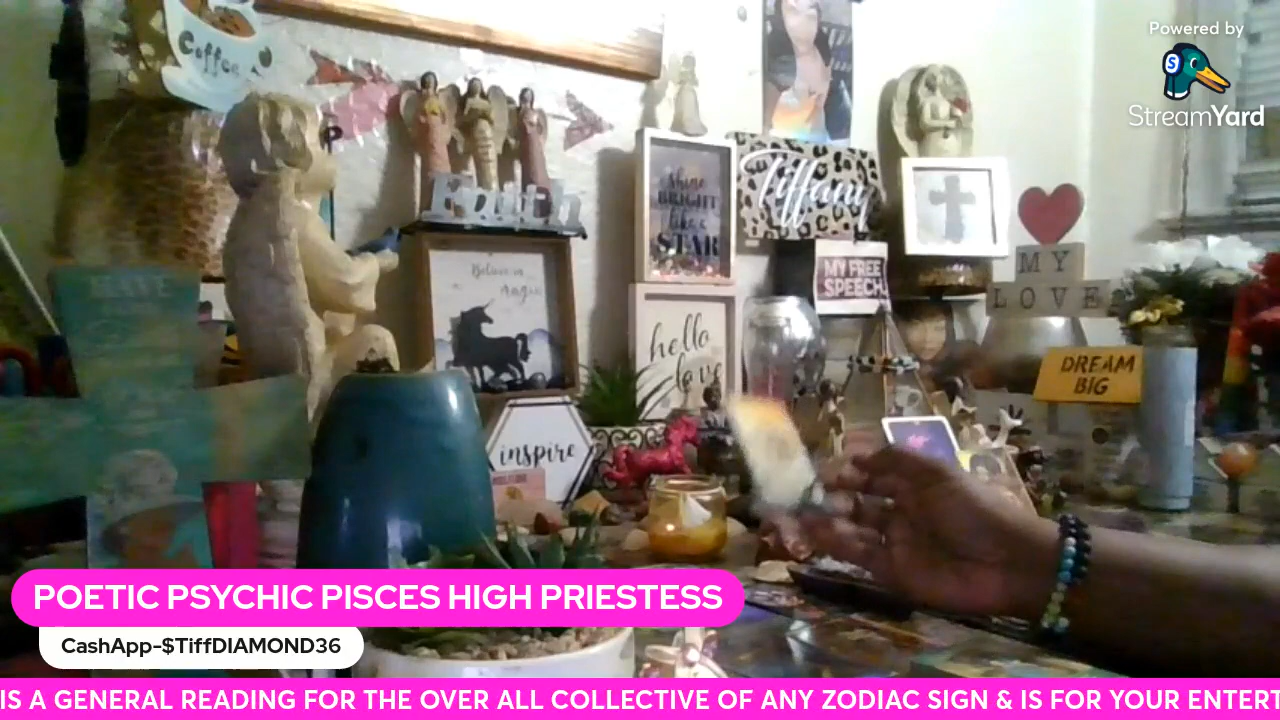 Powered by
StreamYard
Coffee
Faith
Shine
BRIGHT
like a
STAR
Tiffany
Believe in
MY FREE
SPEECH
MY
LOVE
hello
love
DREAM
BIG
inspire
POETIC PSYCHIC PISCES HIGH PRIESTESS
CashApp-$TiffDIAMOND36
IS A GENERAL READING FOR THE OVER ALL COLLECTIVE OF ANY ZODIAC SIGN & IS FOR YOUR ENTERT